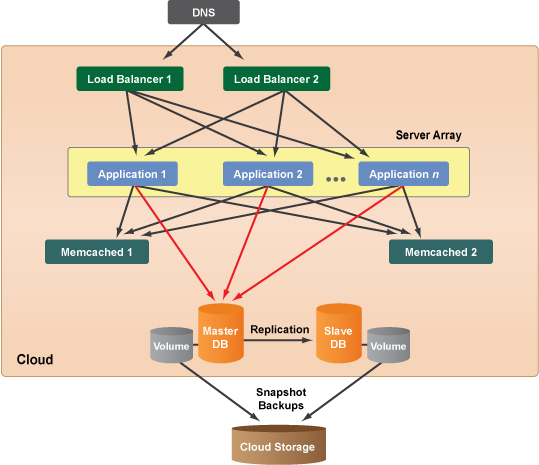 DNS
Load Balancer 1
Load Balancer 2
Server Array
Application 1
Application 2
Application n
Memcached 1
Memcached 2
Master
DB
Replication
Slave
DB
Volume
Volume
Cloud
Snapshot
Backups
Cloud Storage